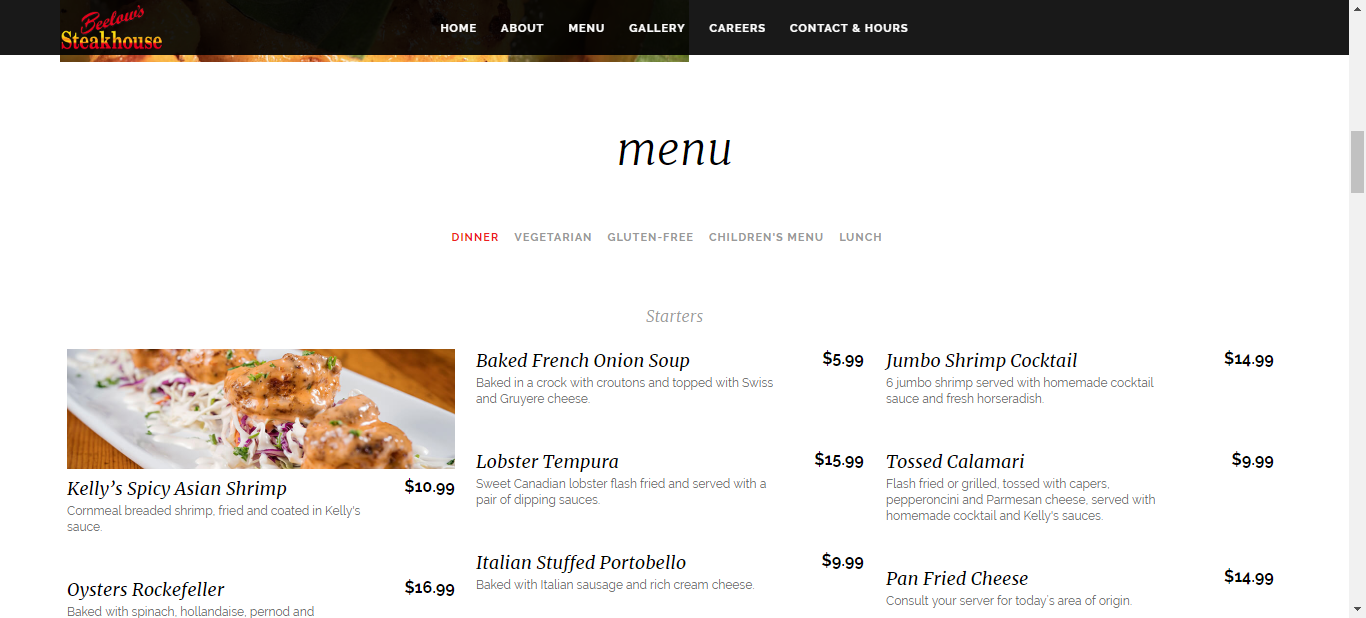 Beelow's
Steakhouse
HOME ABOUT MENU GALLERY CAREERS CONTACT & HOURS
menu
DINNER VEGETARIAN GLUTEN-FREE CHILDREN'S MENU LUNCH
Starters
Kelly’s Spicy Asian Shrimp $10.99
Cornmeal breaded shrimp, fried and coated in Kelly's
sauce.
Oysters Rockefeller $16.99
Baked with spinach, hollandaise, pernod and
Baked French Onion Soup $5.99
Baked in a crock with croutons and topped with Swiss
and Gruyere cheese.
Lobster Tempura $15.99
Sweet Canadian lobster flash fried and served with a
pair of dipping sauces.
Italian Stuffed Portobello $9.99
Baked with Italian sausage and rich cream cheese.
Jumbo Shrimp Cocktail $14.99
6 jumbo shrimp served with homemade cocktail
sauce and fresh horseradish.
Tossed Calamari $9.99
Flash fried or grilled, tossed with capers,
pepperoncini and Parmesan cheese, served with
homemade cocktail and Kelly's sauces.
Pan Fried Cheese $14.99
Consult your server for today's area of origin.